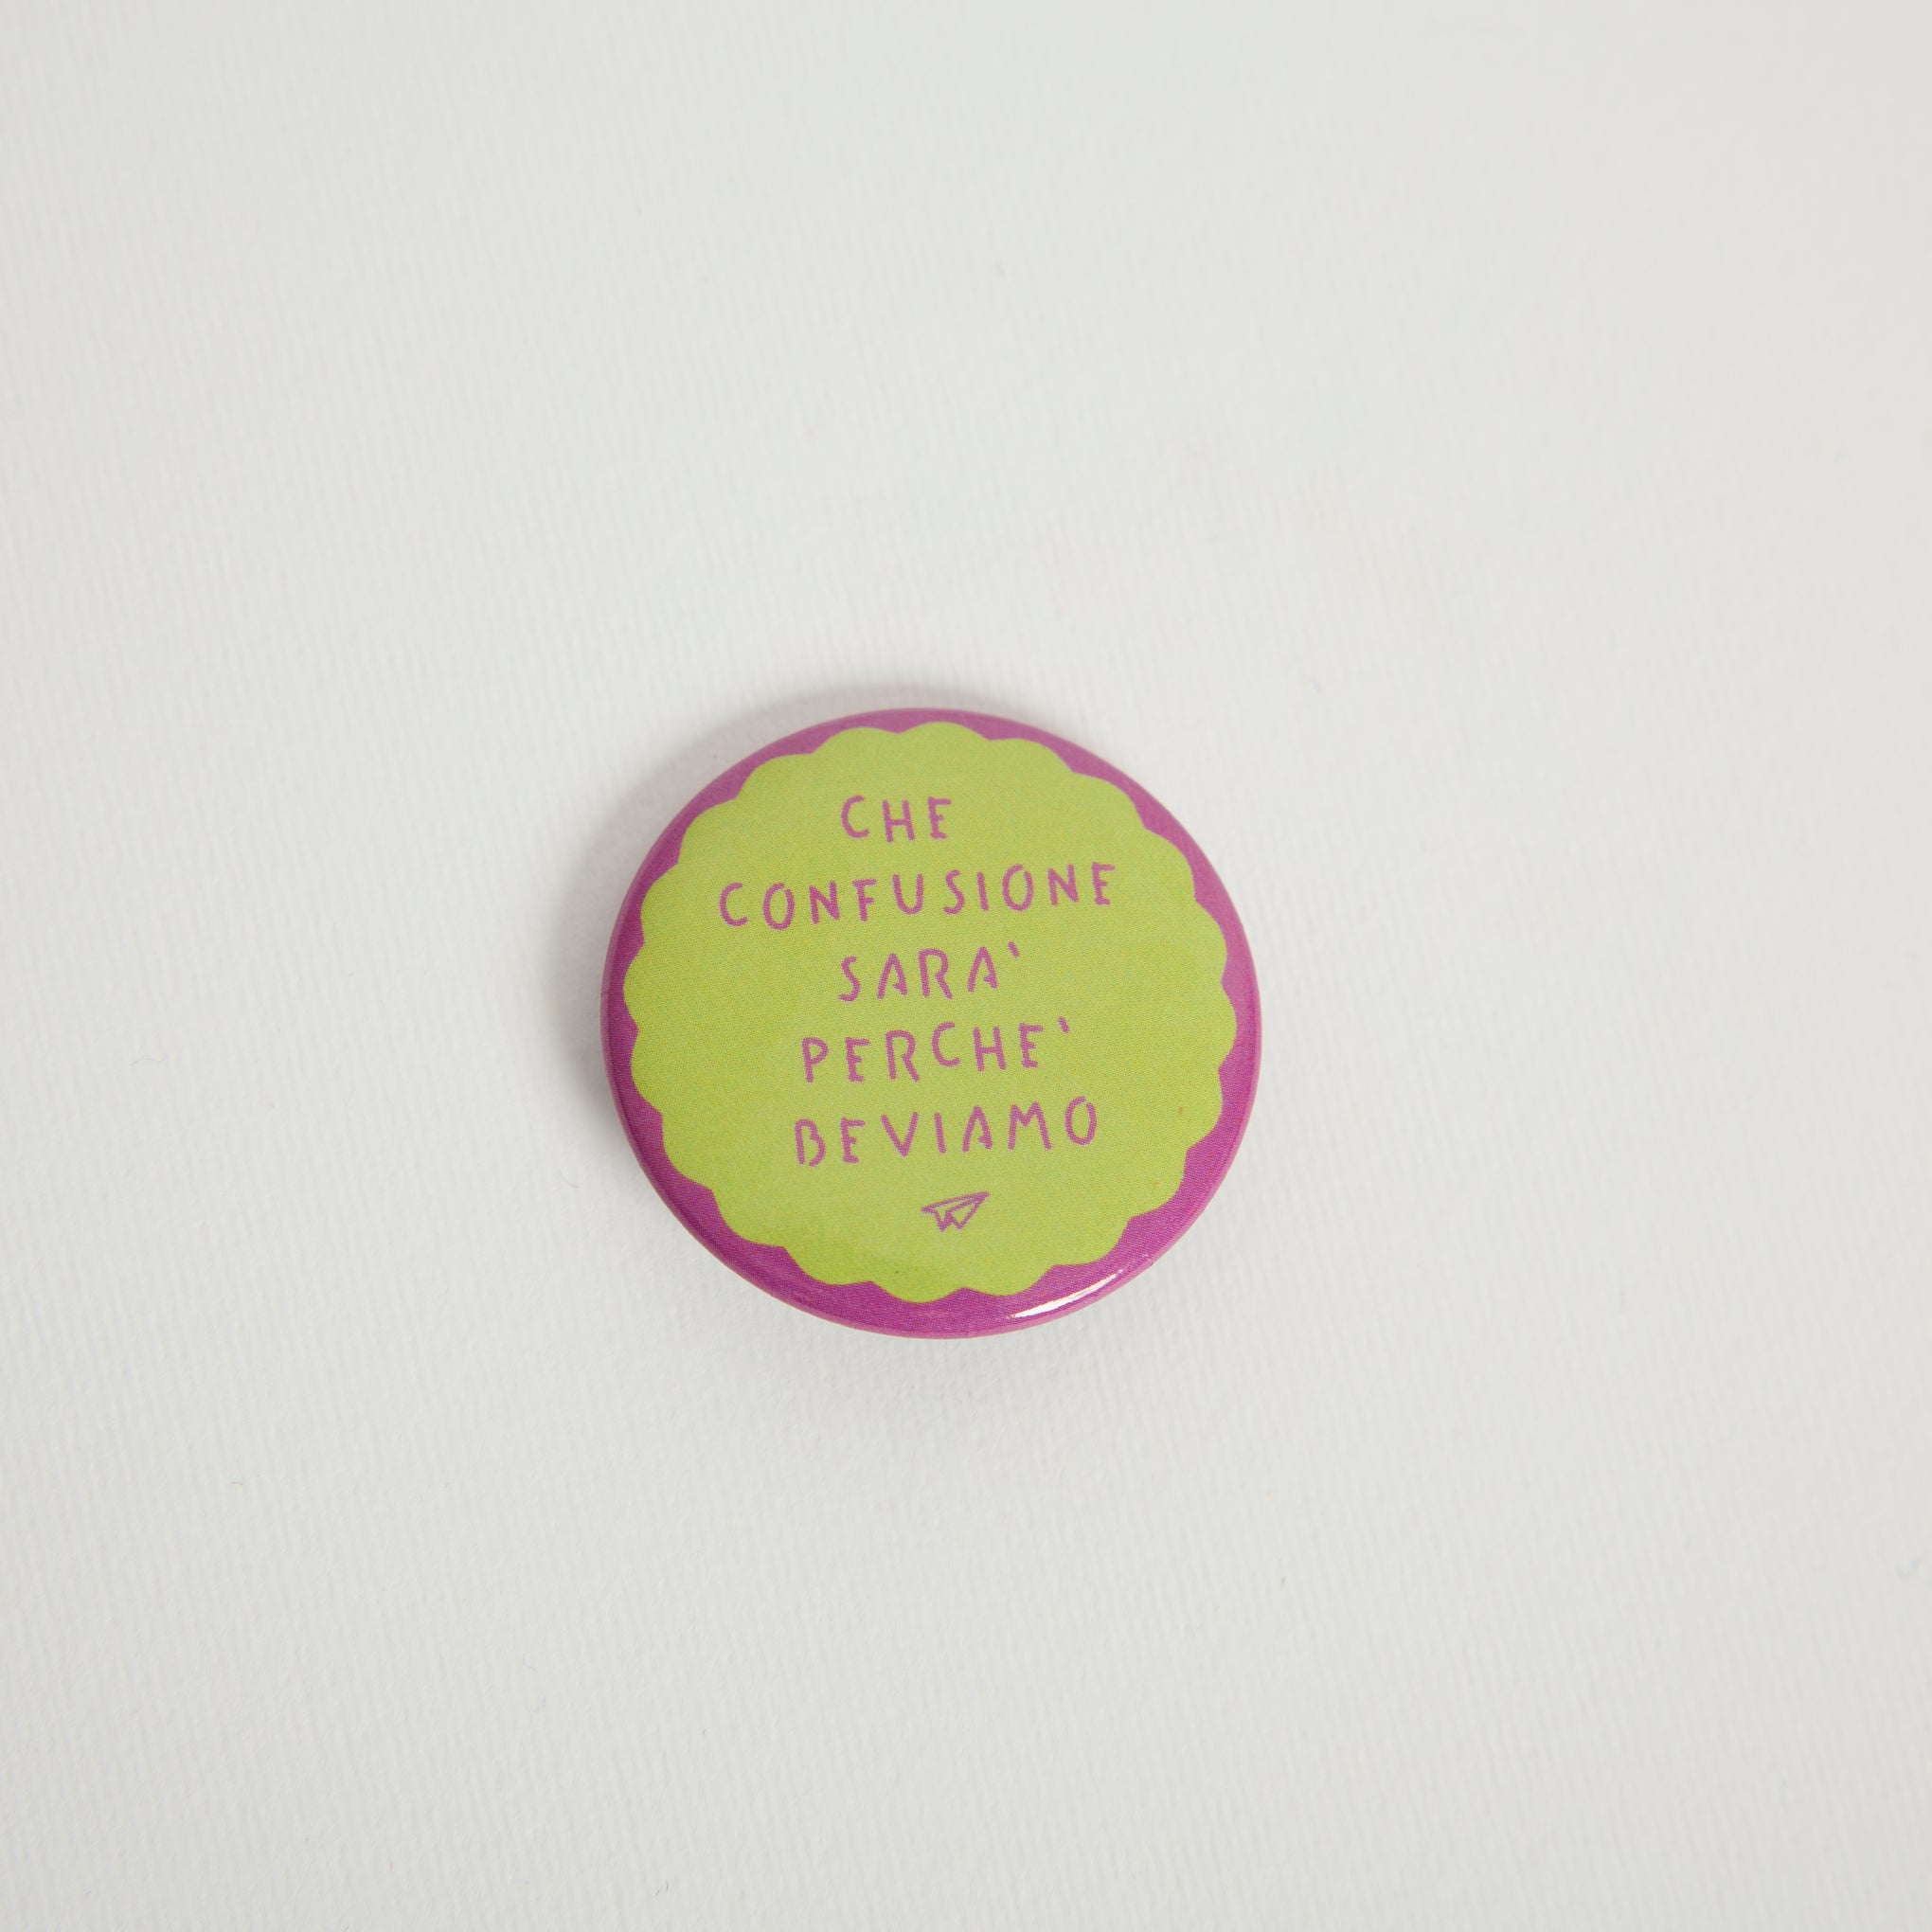 CHE
CONFUSIONE
SARA'
PERCHE'
BEVIAMO